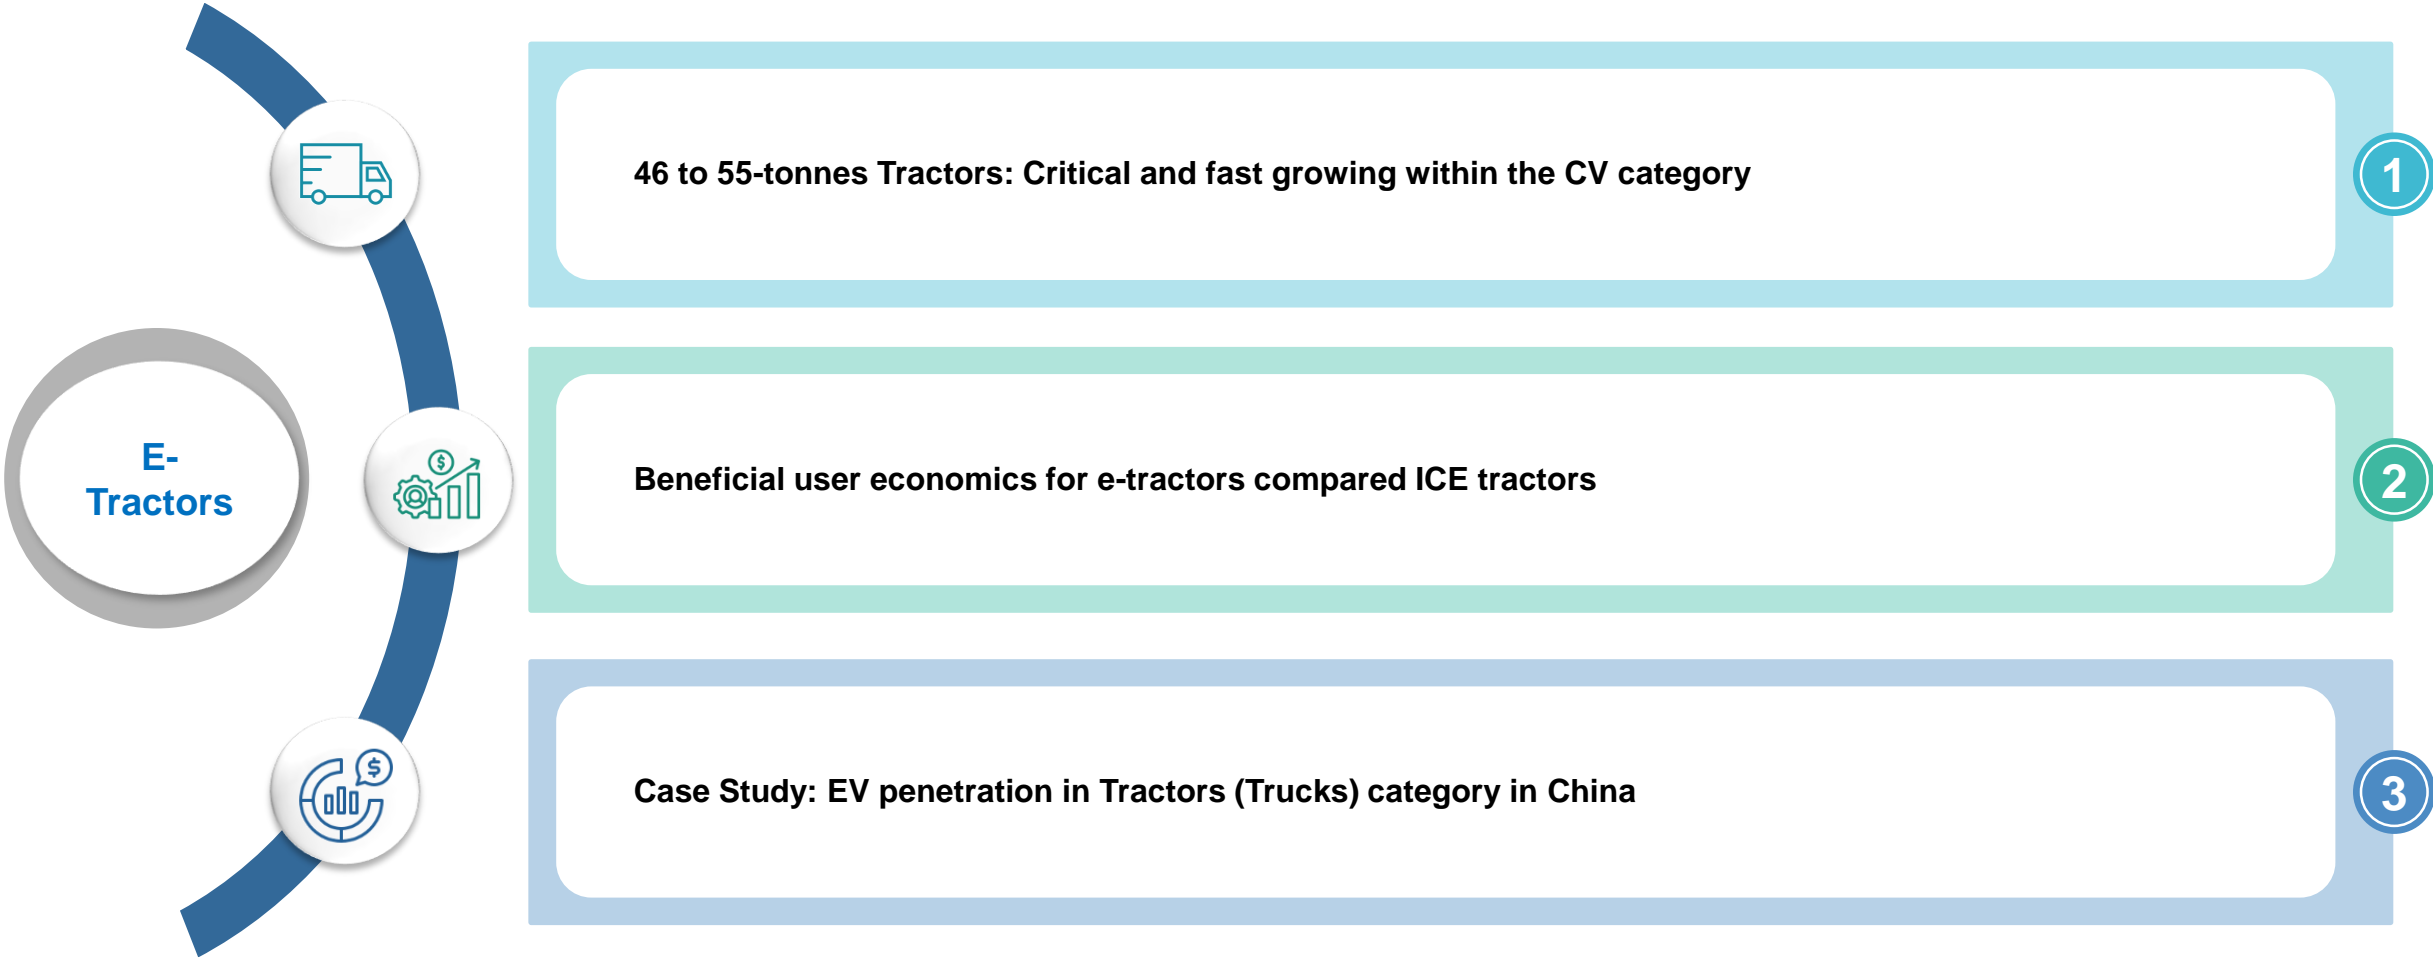 46 to 55-tonnes Tractors: Critical and fast growing within the CV category
1
E-
Tractors
$
Beneficial user economics for e-tractors compared ICE tractors
2
$
Case Study: EV penetration in Tractors (Trucks) category in China
3